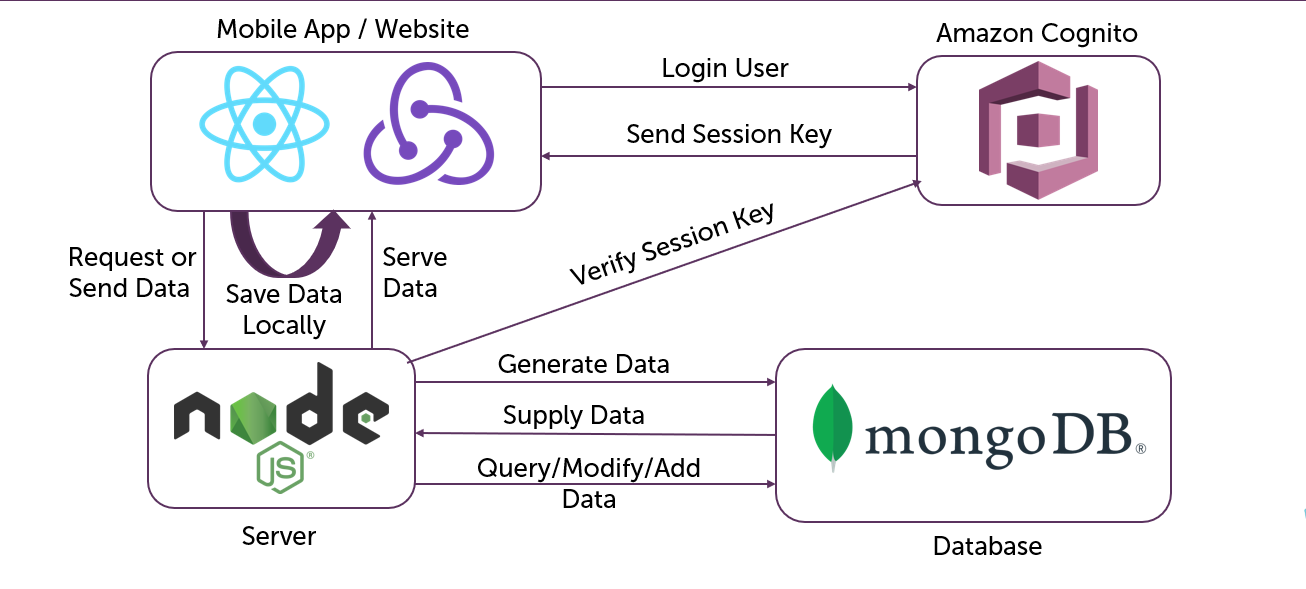 Mobile App / Website
Amazon Cognito
Login User
Send Session Key
Verify Session Key
Request or
Send Data
Save Data
Locally
Serve
Data
Generate Data
Supply Data
Query/Modify/Add
Data
node
JS®
mongoDB®
Server
Database